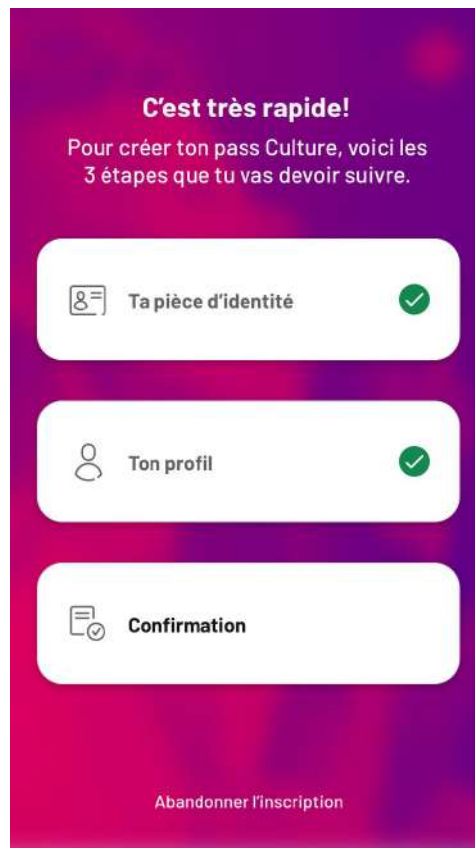 C'est très rapide!
Pour créer ton pass Culture, voici les
3 étapes que tu vas devoir suivre.
Ta pièce d'identité
Ton profil
Confirmation
Abandonner l'inscription